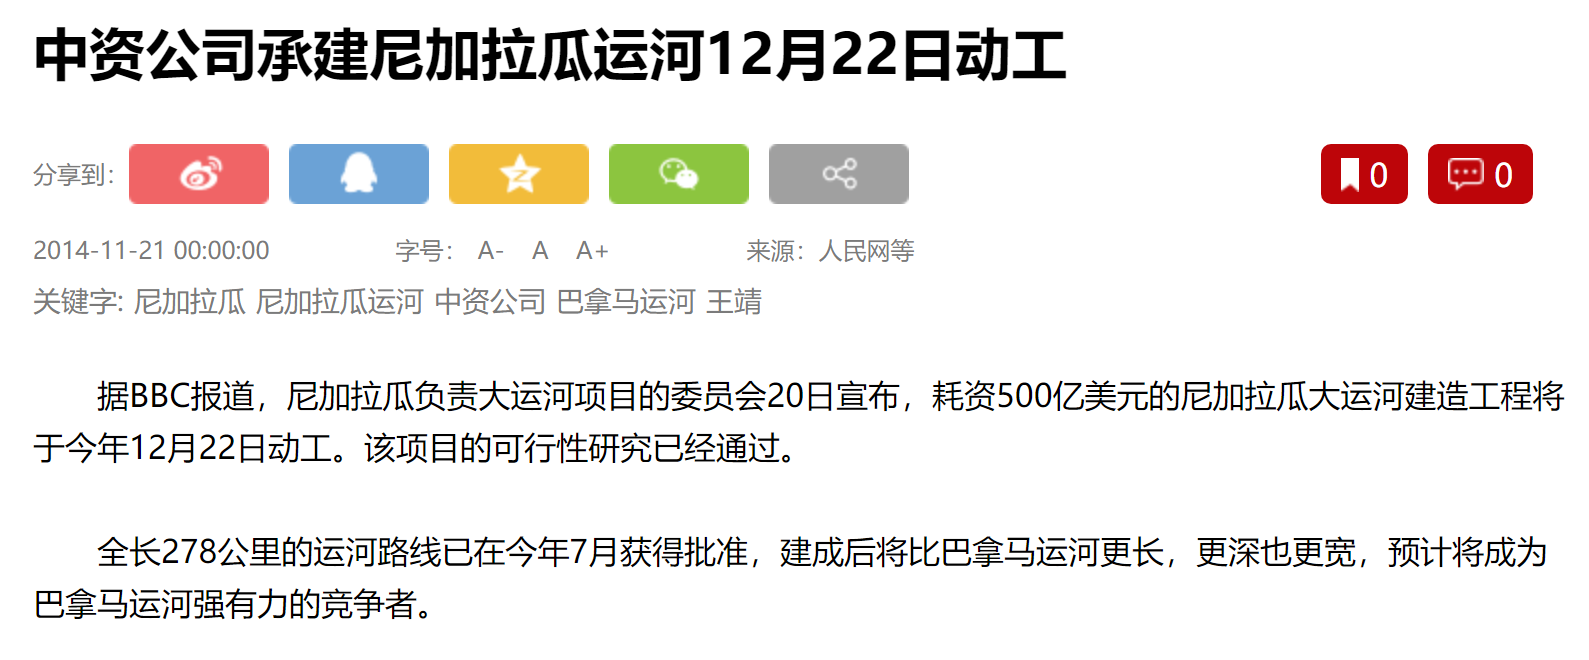 中资公司承建尼加拉瓜运河12月22日动工
分享到：
0
0
2014-11-21 00:00:00 字号： A- A A+ 来源：人民网等
关键字: 尼加拉瓜 尼加拉瓜运河 中资公司 巴拿马运河 王靖
据BBC报道，尼加拉瓜负责大运河项目的委员会20日宣布，耗资500亿美元的尼加拉瓜大运河建造工程将
于今年12月22日动工。该项目的可行性研究已经通过。
全长278公里的运河路线已在今年7月获得批准，建成后将比巴拿马运河更长，更深也更宽，预计将成为
巴拿马运河强有力的竞争者。